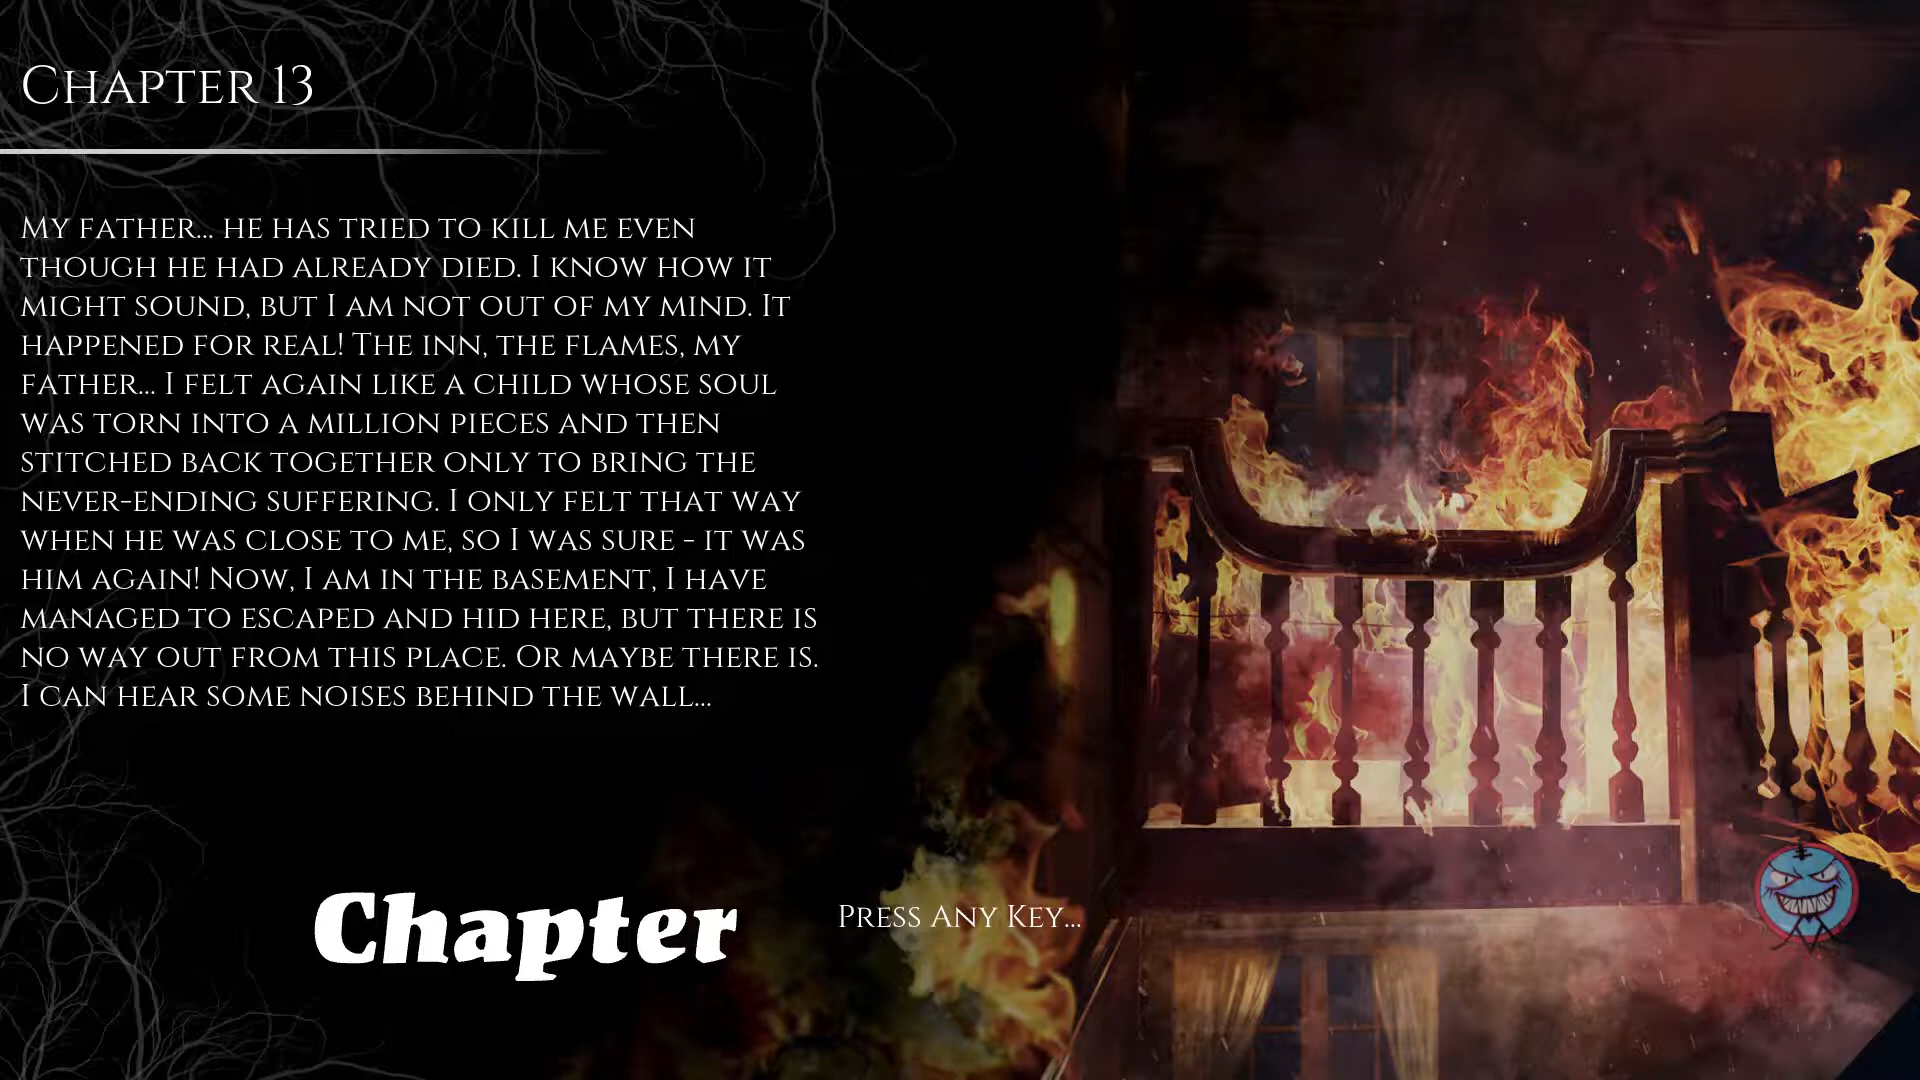 Chapter 13
My father... he has tried to kill me even
though he had already died. I know how it
might sound, but I am not out of my mind. It
happened for real! The inn, the flames, my
father... I felt again like a child whose soul
was torn into a million pieces and then
stitched back together only to bring the
never-ending suffering. I only felt that way
when he was close to me, so I was sure - it was
him again! Now, I am in the basement, I have
managed to escaped and hid here, but there is
no way out from this place. Or maybe there is.
I can hear some noises behind the wall...
Chapter
Press Any Key...